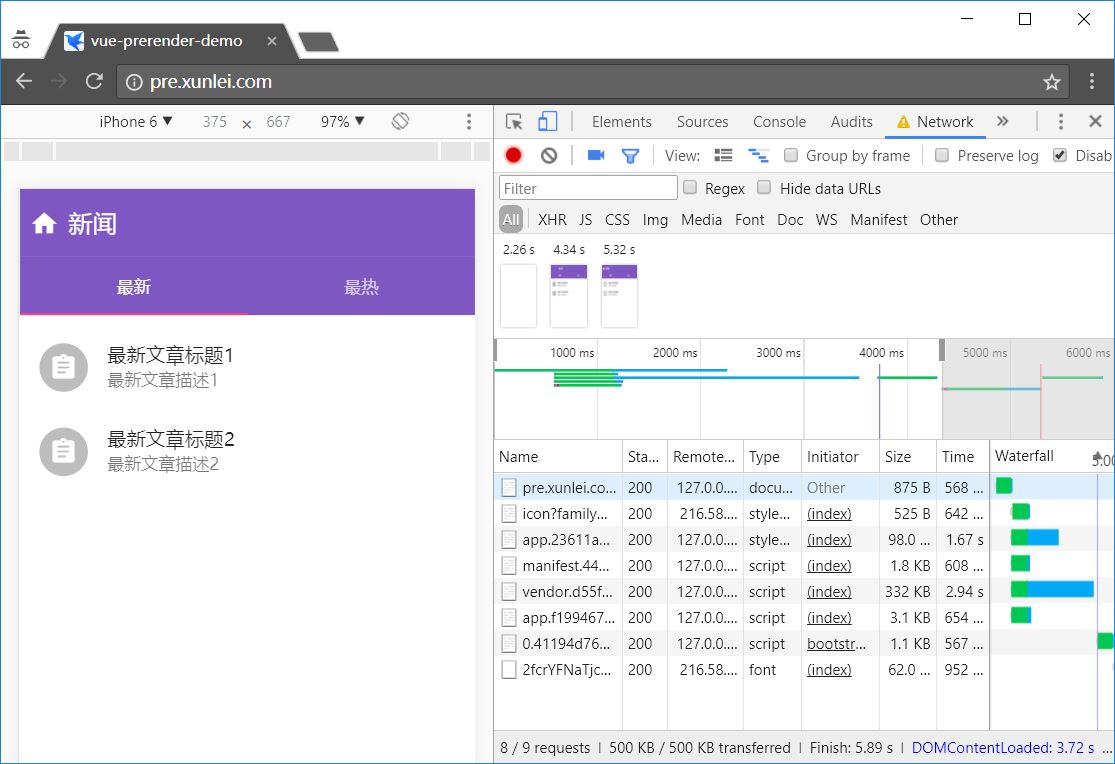 vue-prerender-demo
pre.xunlei.com
iPhone 6 375 × 667 97%
新闻
最新 最热
最新文章标题1
最新文章描述1
最新文章标题2
最新文章描述2
Elements Sources Console Audits Network
View: Group by frame Preserve log Disab
Filter Regex Hide data URLs
All XHR JS CSS Img Media Font Doc WS Manifest Other
2.26 s 4.34 s 5.32 s
1000 ms 2000 ms 3000 ms 4000 ms 5000 ms 6000 ms
Name Sta... Remote... Type Initiator Size Time Waterfall 5.00
pre.xunlei.co... 200 127.0.0.... docu... Other 875 B 568 ...
icon?family... 200 216.58.... style... (index) 525 B 642 ...
app.23611a... 200 127.0.0.... style... (index) 98.0 ... 1.67 s
manifest.44... 200 127.0.0.... script (index) 1.8 KB 608 ...
vendor.d55f... 200 127.0.0.... script (index) 332 KB 2.94 s
app.f199467... 200 127.0.0.... script (index) 3.1 KB 654 ...
0.41194d76... 200 127.0.0.... script bootstr... 1.1 KB 567 ...
2fcrYFNaTjc... 200 216.58.... font (index) 62.0 ... 952 ...
8 / 9 requests | 500 KB / 500 KB transferred | Finish: 5.89 s | DOMContentLoaded: 3.72 s ...